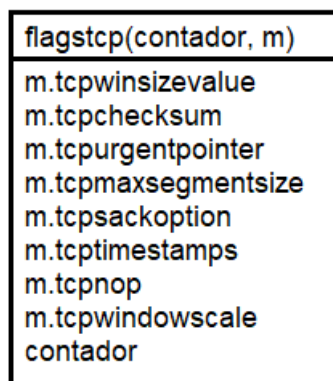 flagstcp(contador, m)
m.tcpwinsizevalue
m.tcpchecksum
m.tcpurgentpointer
m.tcpmaxsegmentsize
m.tcpsackoption
m.tcptimestamps
m.tcpnop
m.tcpwindowscale
contador